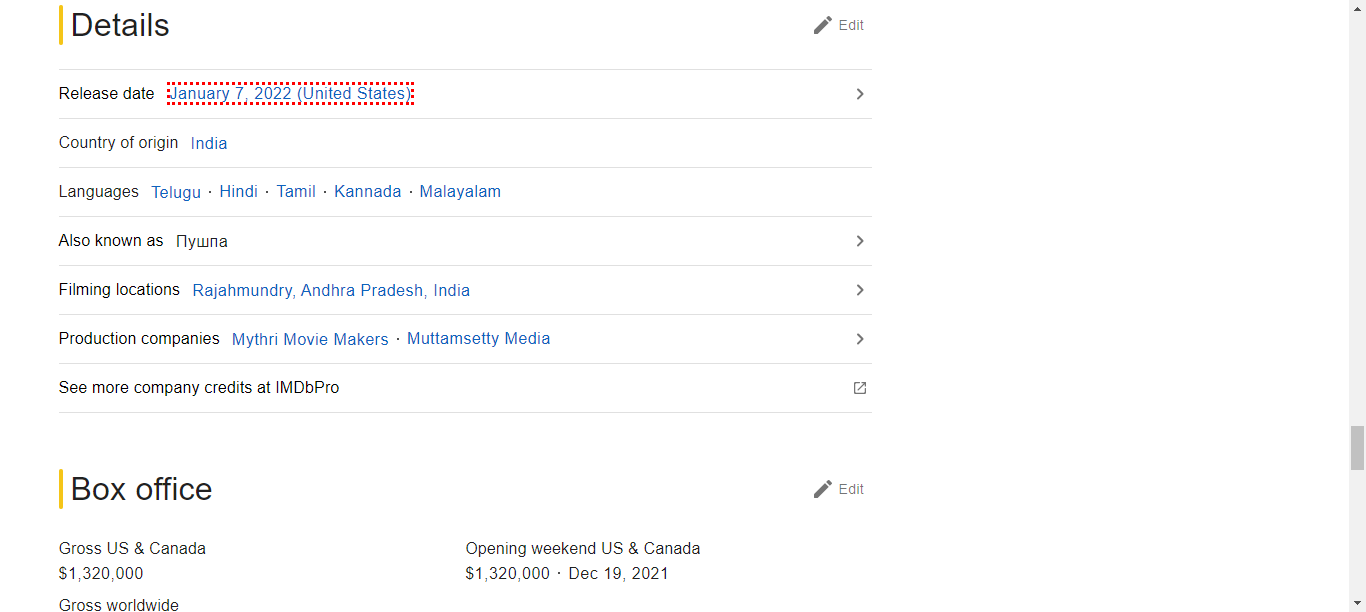 Details
Edit
Release date January 7, 2022 (United States)
Country of origin India
Languages Telugu · Hindi · Tamil · Kannada · Malayalam
Also known as Пушпа
Filming locations Rajahmundry, Andhra Pradesh, India
Production companies Mythri Movie Makers · Muttamsetty Media
See more company credits at IMDbPro
Box office
Edit
Gross US & Canada
$1,320,000
Opening weekend US & Canada
$1,320,000 · Dec 19, 2021
Gross worldwide